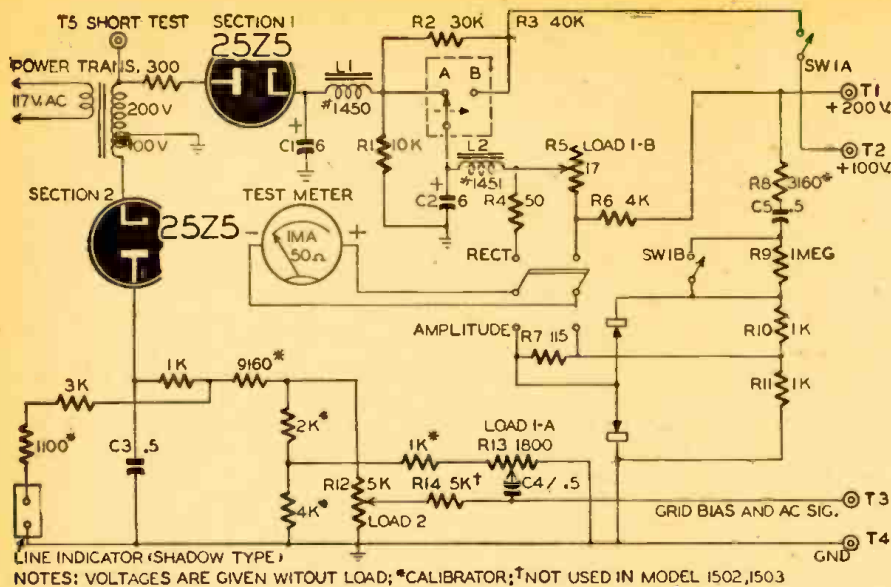 T5 SHORT TEST
SECTION 1
25Z5
R2 30K
R3 40K
POWER TRANS.
300
L1
A
B
SW1A
117V.AC
200V
*1450
T1
+200V.
100V
C1
6
R1
10K
L2
R5
LOAD 1-B
17
T2
+100V.
*1451
SECTION 2
TEST METER
C2
6
R4
50
R6 4K
R8
3160*
C5
.5
25Z5
-
+
1MA
50Ω
RECT
SW1B
R9
1MEG
AMPLITUDE
R7 115
R10
1K
1K
9160*
3K
R11
1K
2K*
LOAD 1-A
1100*
C3
.5
1K*
R13 1800
R12
5K
R14 5K†
C4/.5
T3
4K*
LOAD 2
GRID BIAS AND AC SIG.
T4
GND
LINE INDICATOR (SHADOW TYPE)
NOTES: VOLTAGES ARE GIVEN WITOUT LOAD; *CALIBRATOR; †NOT USED IN MODEL 1502,1503